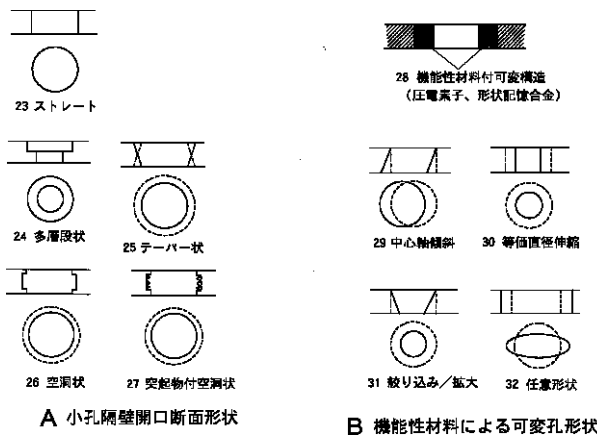 23 ストレート
24 多層段状
25 テーパー状
26 空洞状
27 突起物付空洞状
A 小孔隔壁開口断面形状
28 機能性材料付可変構造
(圧電素子、形状記憶合金)
29 中心軸傾斜
30 等価直径伸縮
31 絞り込み/拡大
32 任意形状
B 機能性材料による可変孔形状